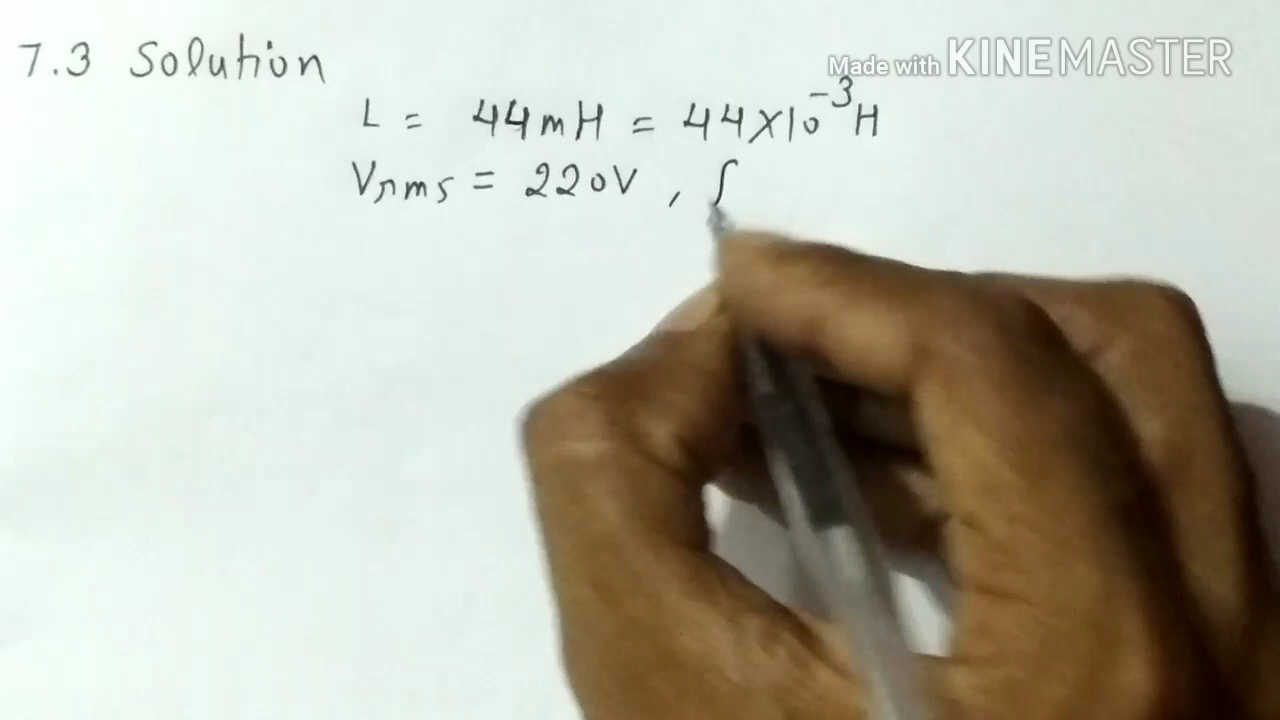 7.3 Solution
Made with KINEMASTER
L = 44mH = 44×10⁻³H
Vrms = 220V , f